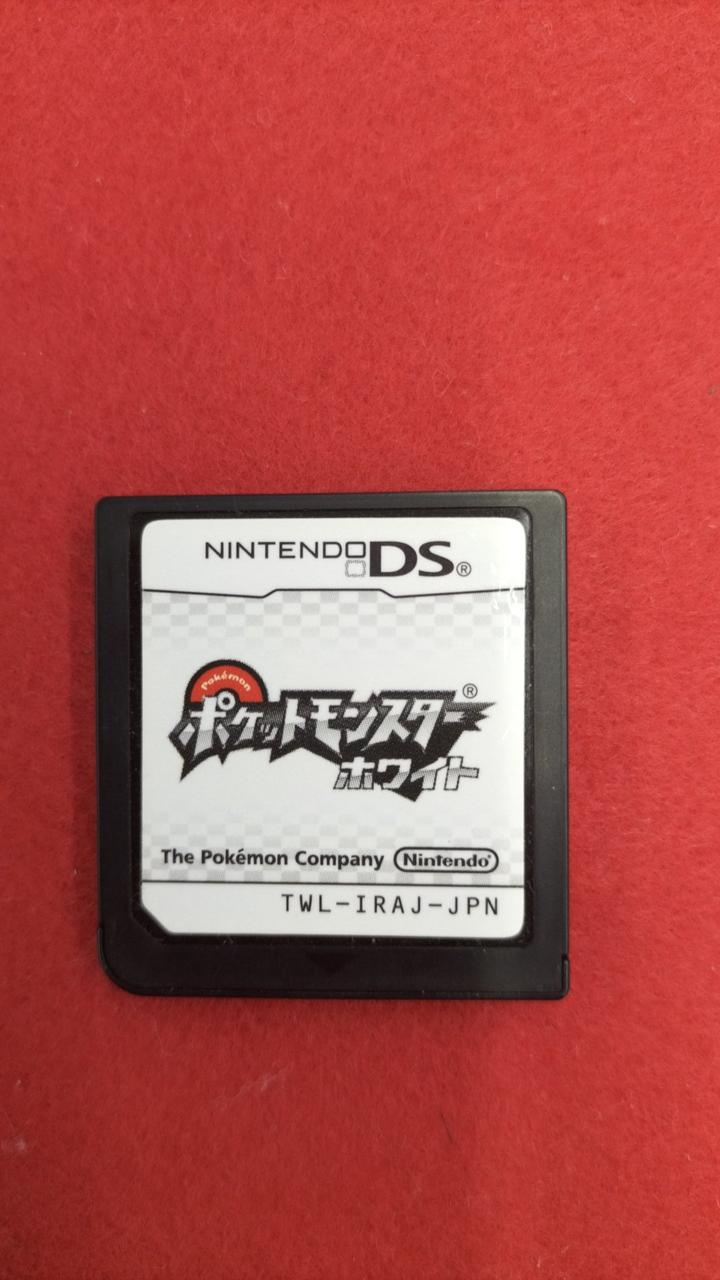 NINTENDO DS®
Pokémon
ポケットモンスター®
ホワイト
The Pokémon Company Nintendo®
TWL-IRAJ-JPN